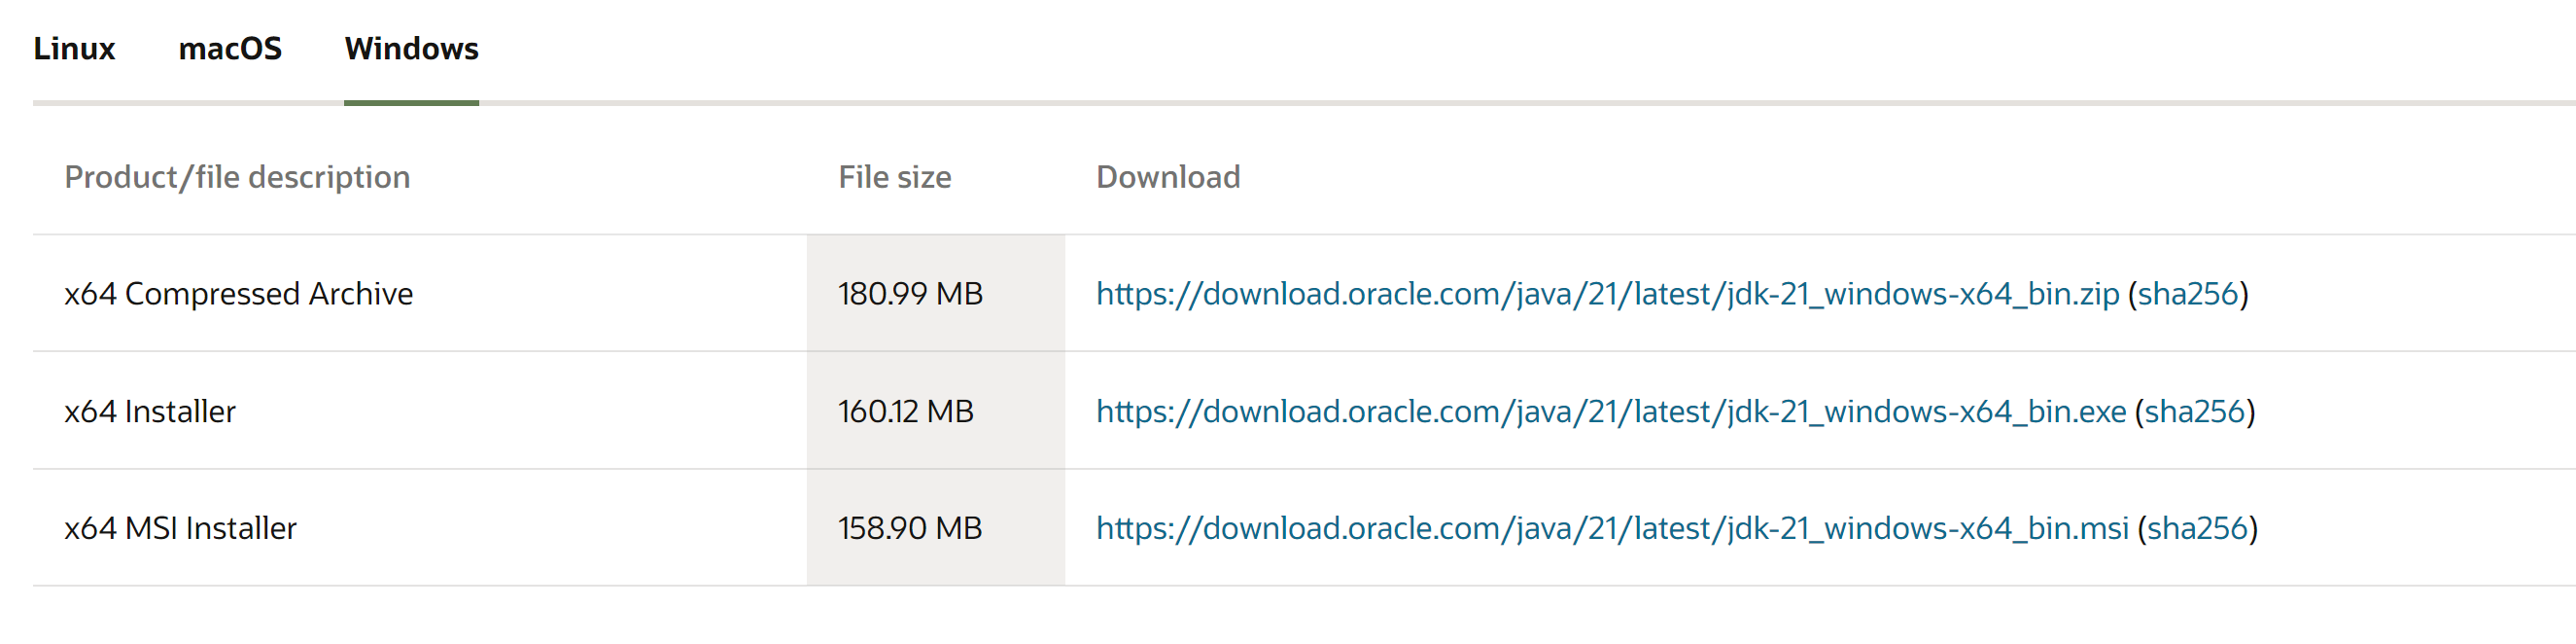 Linux macOS Windows
Product/file description File size Download
x64 Compressed Archive 180.99 MB https://download.oracle.com/java/21/latest/jdk-21_windows-x64_bin.zip (sha256)
x64 Installer 160.12 MB https://download.oracle.com/java/21/latest/jdk-21_windows-x64_bin.exe (sha256)
x64 MSI Installer 158.90 MB https://download.oracle.com/java/21/latest/jdk-21_windows-x64_bin.msi (sha256)